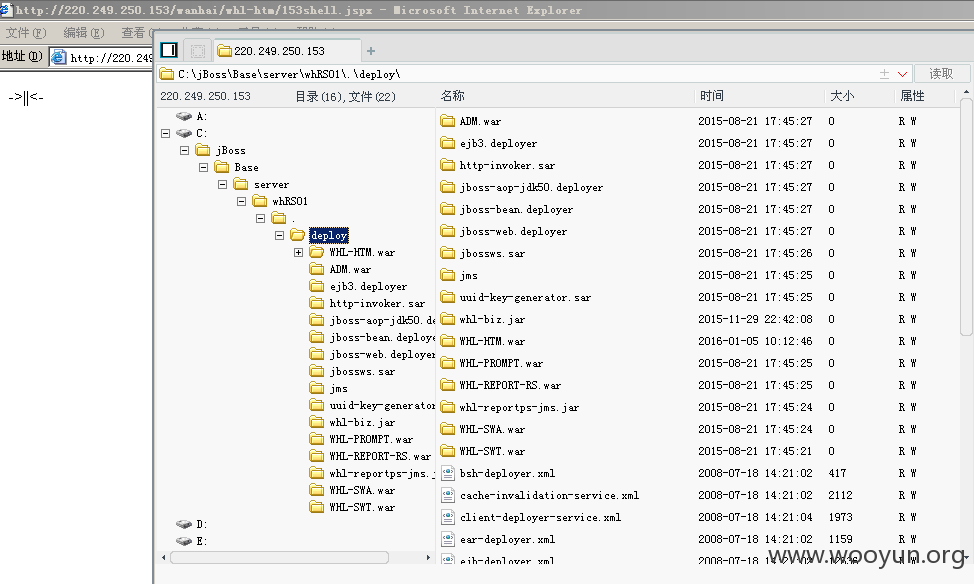 http://220.249.250.153/wanhai/whl-htm/153shell.jspx - Microsoft Internet Explorer
文件(F) 编辑(E) 查看(
地址(D) http://220.249
->||<-
220.249.250.153 +
C:\jBoss\Base\server\whRS01\.\deploy\ 读取
220.249.250.153 目录(16),文件(22) 名称 时间 大小 属性
A:
C:
jBoss
Base
server
whRS01
.
deploy
WHL-HTM.war
ADM.war
ejb3.deployer
http-invoker.sar
jboss-aop-jdk50.de
jboss-bean.deploye
jboss-web.deployer
jbossws.sar
jms
uuid-key-generator
whl-biz.jar
WHL-PROMPT.war
WHL-REPORT-RS.war
whl-reportps-jms.j
WHL-SWA.war
WHL-SWT.war
D:
E:
ADM.war 2015-08-21 17:45:27 0 R W
ejb3.deployer 2015-08-21 17:45:27 0 R W
http-invoker.sar 2015-08-21 17:45:27 0 R W
jboss-aop-jdk50.deployer 2015-08-21 17:45:27 0 R W
jboss-bean.deployer 2015-08-21 17:45:27 0 R W
jboss-web.deployer 2015-08-21 17:45:27 0 R W
jbossws.sar 2015-08-21 17:45:26 0 R W
jms 2015-08-21 17:45:25 0 R W
uuid-key-generator.sar 2015-08-21 17:45:25 0 R W
whl-biz.jar 2015-11-29 22:42:08 0 R W
WHL-HTM.war 2016-01-05 10:12:46 0 R W
WHL-PROMPT.war 2015-08-21 17:45:25 0 R W
WHL-REPORT-RS.war 2015-08-21 17:45:25 0 R W
whl-reportps-jms.jar 2015-08-21 17:45:24 0 R W
WHL-SWA.war 2015-08-21 17:45:24 0 R W
WHL-SWT.war 2015-08-21 17:45:21 0 R W
bsh-deployer.xml 2008-07-18 14:21:02 417 R W
cache-invalidation-service.xml 2008-07-18 14:21:02 2112 R W
client-deployer-service.xml 2008-07-18 14:21:04 1973 R W
ear-deployer.xml 2008-07-18 14:21:02 1159 R W
ejb-deployer.xml 2008-07-18 14:21:02
www.wooyun.org